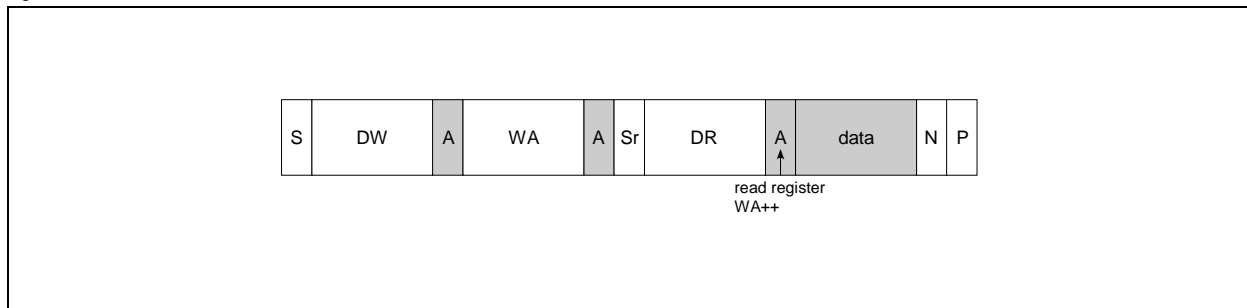 S DW A WA A Sr DR A data N P
read register
WA++